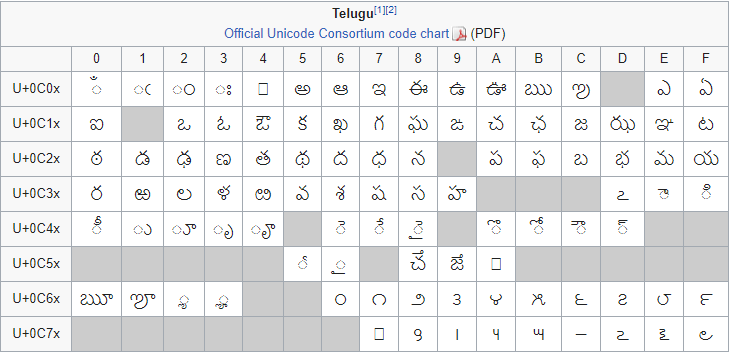 Telugu[1][2]
Official Unicode Consortium code chart (PDF)
0 1 2 3 4 5 6 7 8 9 A B C D E F
U+0C0x ఀ ఁ ం ః అ ఆ ఇ ఈ ఉ ఊ ఋ ఌ ఎ ఏ
U+0C1x ఐ ఒ ఓ ఔ క ఖ గ ఘ ఙ చ ఛ జ ఝ ఞ ట
U+0C2x ఠ డ ఢ ణ త థ ద ధ న ప ఫ బ భ మ య
U+0C3x ర ఱ ల ళ ఴ వ శ ష స హ ఽ ా ి
U+0C4x ీ ు ూ ృ ౄ ె ే ై ొ ో ౌ ్
U+0C5x ౕ ౖ ౘ ౙ
U+0C6x ౠ ౡ ౢ ౣ ౦ ౧ ౨ ౩ ౪ ౫ ౬ ౭ ౮ ౯
U+0C7x ౸ ౹ ౺ ౻ ౼ ౽ ౾ ౿